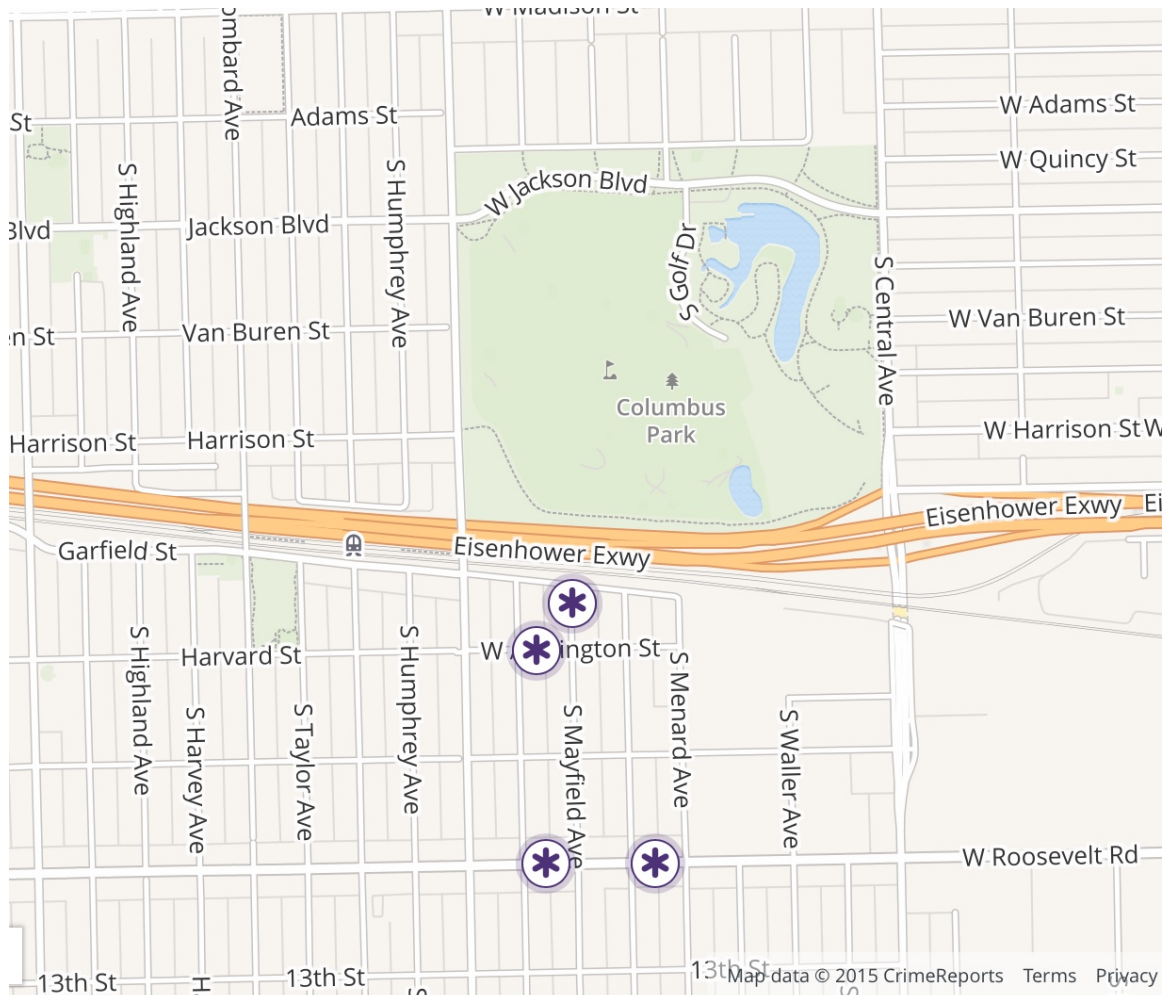 W Madison St
ombard Ave
Adams St
St
W Adams St
W Quincy St
S Highland Ave
S Humphrey Ave
W Jackson Blvd
Jackson Blvd
Blvd
S Golf Dr
S Central Ave
Van Buren St
en St
W Van Buren St
Columbus
Park
Harrison St
Harrison St
W Harrison St
W
Eisenhower Exwy
Ei
Garfield St
Eisenhower Exwy
Harvard St
W
ington St
S Highland Ave
S Harvey Ave
S Taylor Ave
S Humphrey Ave
S Mayfield Ave
S Menard Ave
S Waller Ave
W Roosevelt Rd
13th St
H
13th St
S
13th St
S
S
Map data © 2015 CrimeReports
Terms
Privacy